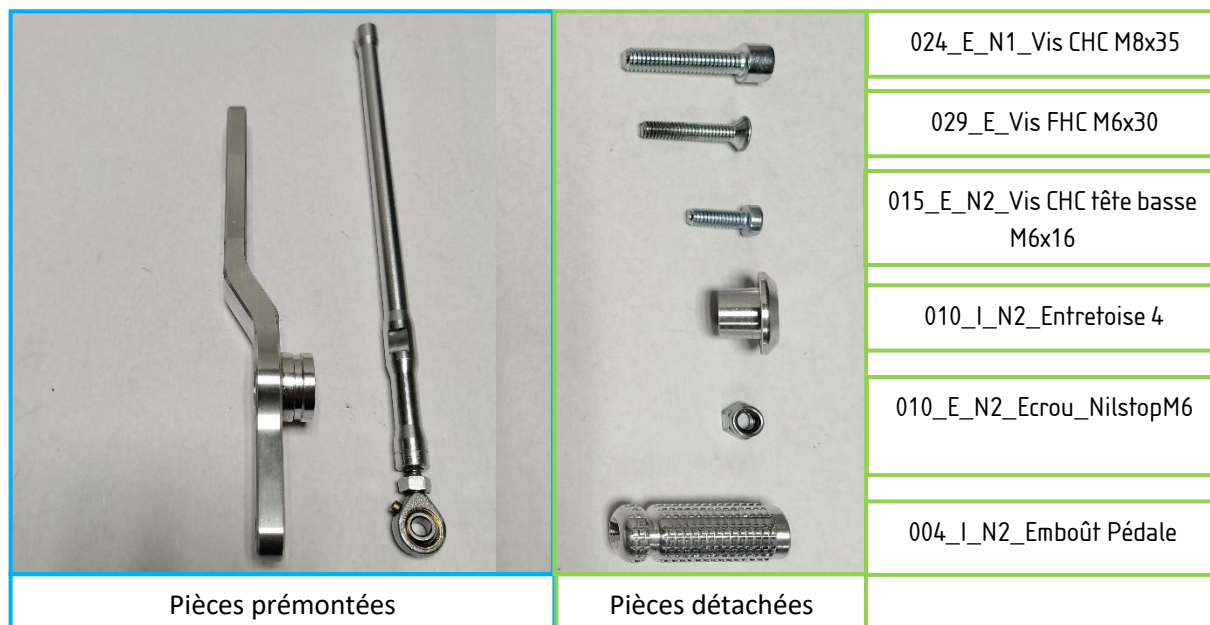 024_E_N1_Vis CHC M8x35
029_E_Vis FHC M6x30
015_E_N2_Vis CHC tête basse
M6x16
010_I_N2_Entretoise 4
010_E_N2_Ecrou_NilstopM6
004_I_N2_Emboût Pédale
Pièces prémontées
Pièces détachées